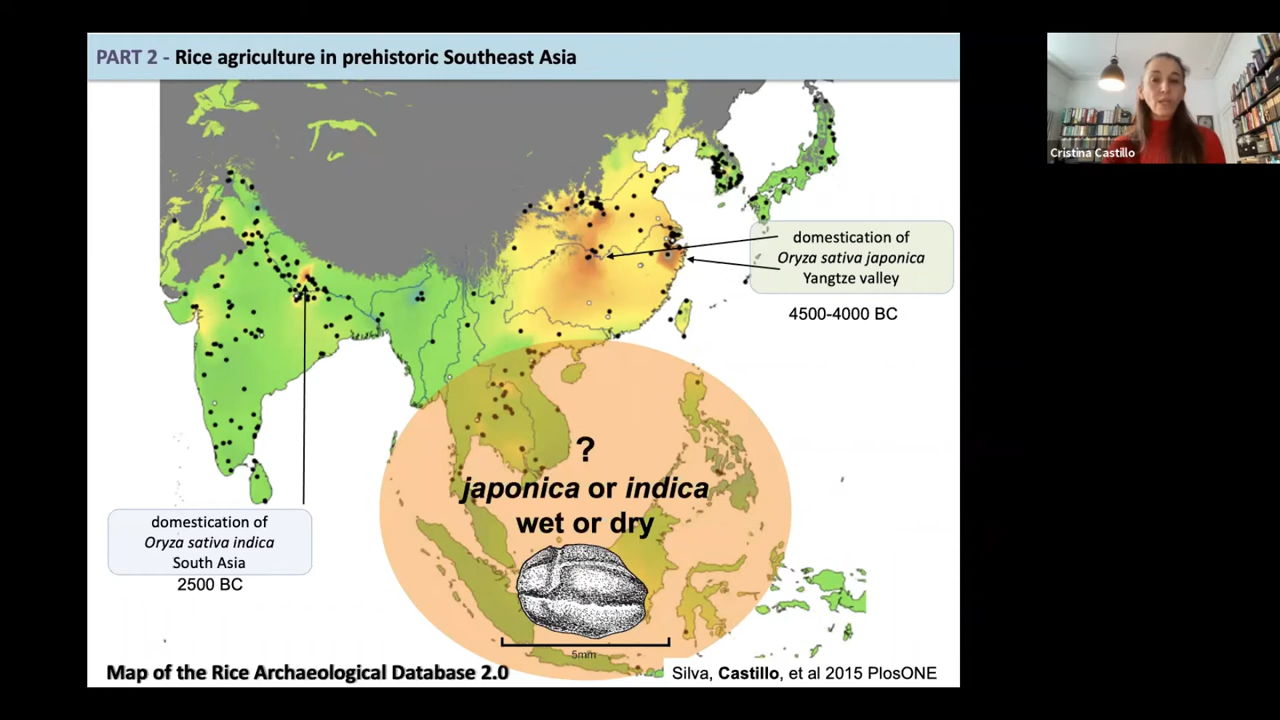 PART 2 - Rice agriculture in prehistoric Southeast Asia
Cristina Castillo
domestication of
Oryza sativa japonica
Yangtze valley
4500-4000 BC
?
japonica or indica
wet or dry
domestication of
Oryza sativa indica
South Asia
2500 BC
5mm
Map of the Rice Archaeological Database 2.0
Silva, Castillo, et al 2015 PlosONE